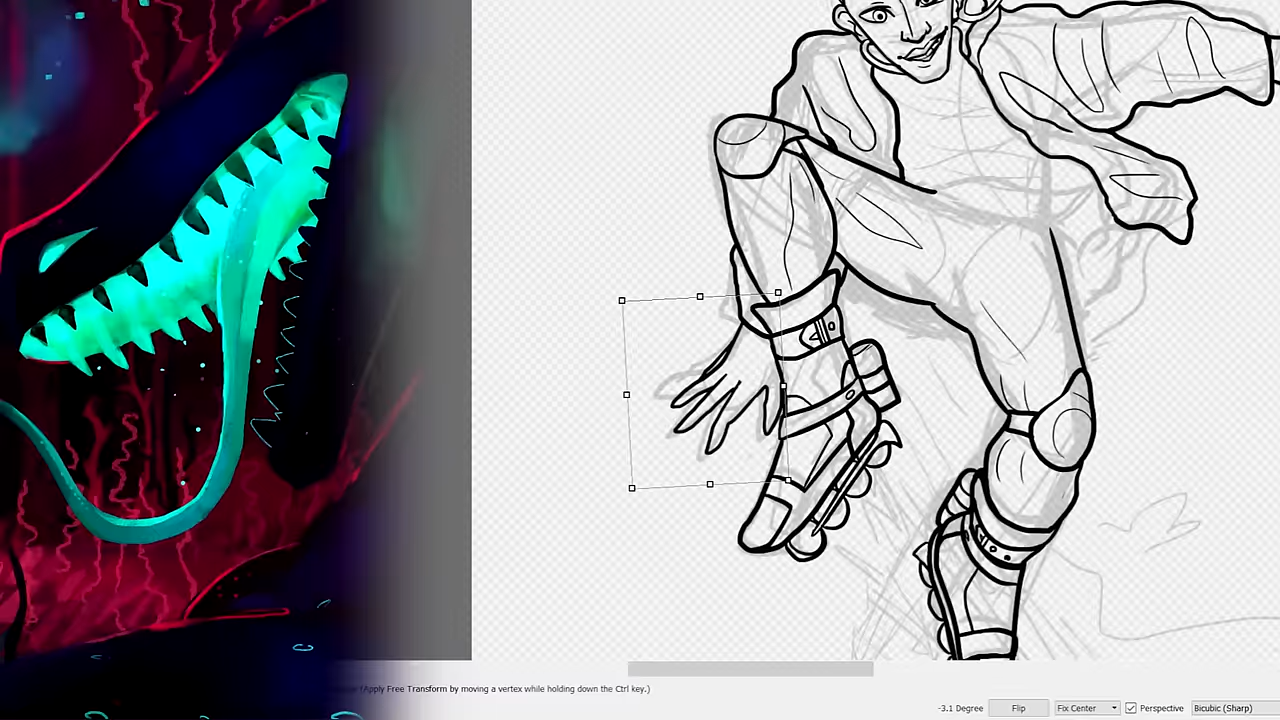 (Apply Free Transform by moving a vertex while holding down the Ctrl key.)
-3.1 Degree Flip Fix Center Perspective Bicubic (Sharp)